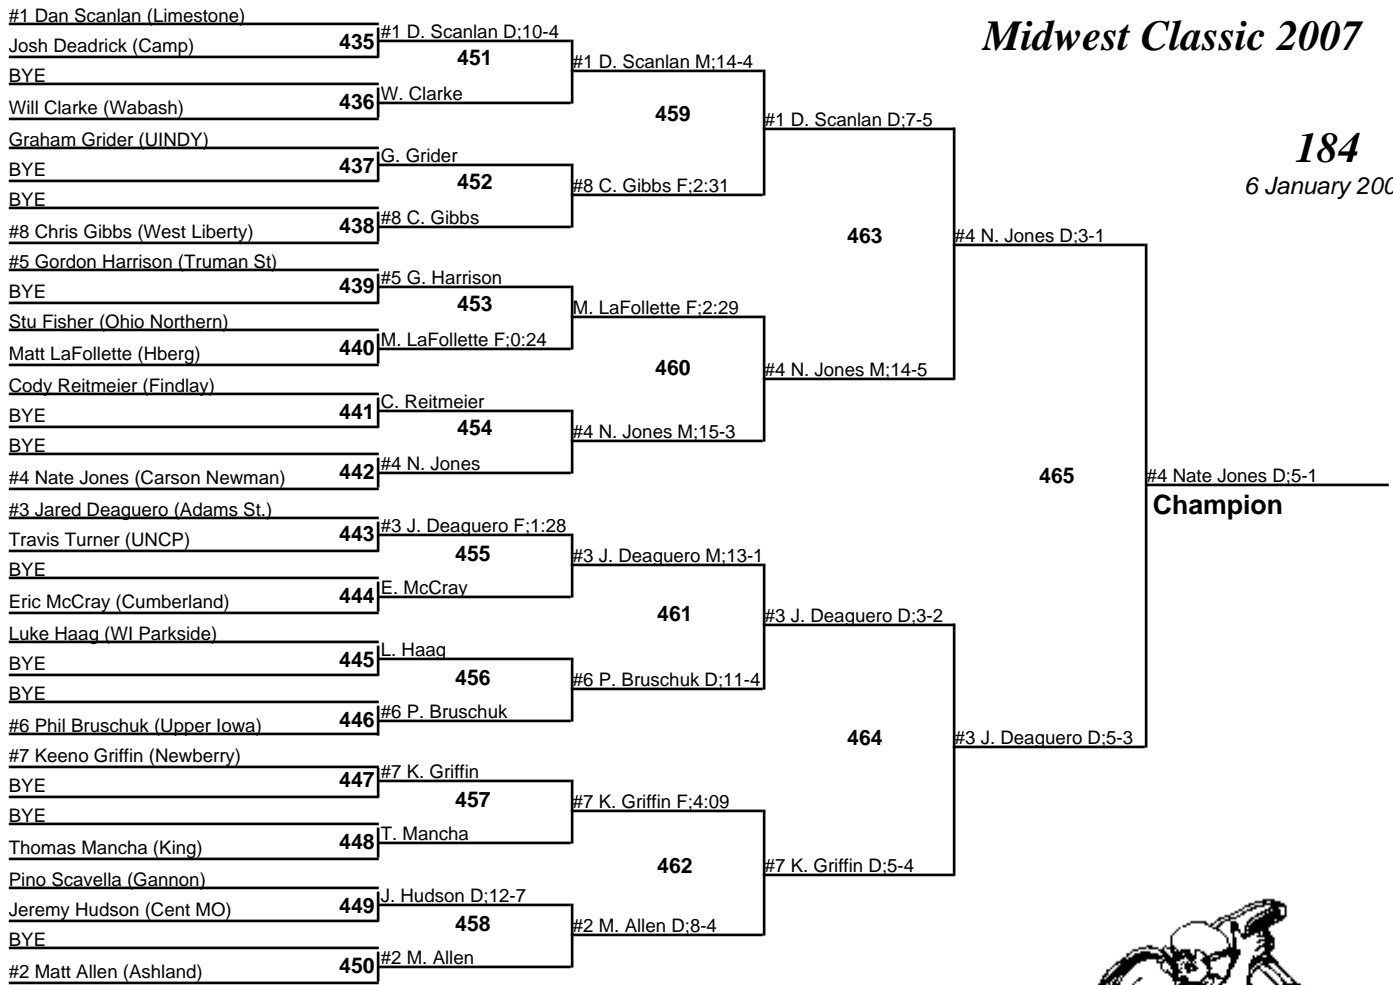 Midwest Classic 2007
184
6 January 200
#1 Dan Scanlan (Limestone)
Josh Deadrick (Camp)
BYE
Will Clarke (Wabash)
Graham Grider (UINDY)
BYE
BYE
#8 Chris Gibbs (West Liberty)
#5 Gordon Harrison (Truman St)
BYE
Stu Fisher (Ohio Northern)
Matt LaFollette (Hberg)
Cody Reitmeier (Findlay)
BYE
BYE
#4 Nate Jones (Carson Newman)
#3 Jared Deaguero (Adams St.)
Travis Turner (UNCP)
BYE
Eric McCray (Cumberland)
Luke Haag (WI Parkside)
BYE
BYE
#6 Phil Bruschuk (Upper Iowa)
#7 Keeno Griffin (Newberry)
BYE
BYE
Thomas Mancha (King)
Pino Scavella (Gannon)
Jeremy Hudson (Cent MO)
BYE
#2 Matt Allen (Ashland)
435
436
437
438
439
440
441
442
443
444
445
446
447
448
449
450
#1 D. Scanlan D;10-4
W. Clarke
G. Grider
#8 C. Gibbs
#5 G. Harrison
M. LaFollette F;0:24
C. Reitmeier
#4 N. Jones
#3 J. Deaguero F;1:28
E. McCray
L. Haag
#6 P. Bruschuk
#7 K. Griffin
T. Mancha
J. Hudson D;12-7
#2 M. Allen
451
452
453
454
455
456
457
458
#1 D. Scanlan M;14-4
#8 C. Gibbs F;2:31
M. LaFollette F;2:29
#4 N. Jones M;15-3
#3 J. Deaguero M;13-1
#6 P. Bruschuk D;11-4
#7 K. Griffin F;4:09
#2 M. Allen D;8-4
459
460
461
462
#1 D. Scanlan D;7-5
#4 N. Jones M;14-5
#3 J. Deaguero D;3-2
#7 K. Griffin D;5-4
463
464
#4 N. Jones D;3-1
#3 J. Deaguero D;5-3
465
#4 Nate Jones D;5-1
Champion